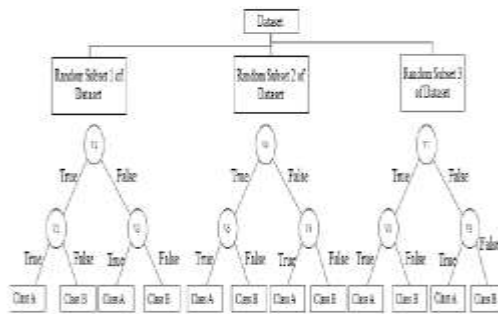 Dataset
Random Subset 1 of
Dataset
Random Subset 2 of
Dataset
Random Subset 3
of Dataset
True False
True False
True False
True False
True False
True False
True False
True False
True False
Class A
Class B
Class A
Class B
Class A
Class B
Class A
Class B
Class A
Class B
Class A
Class B